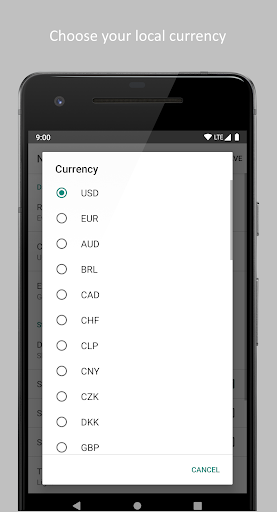 Choose your local currency
9:00
LTE
Currency
USD
EUR
AUD
BRL
CAD
CHF
CLP
CNY
CZK
DKK
GBP
CANCEL